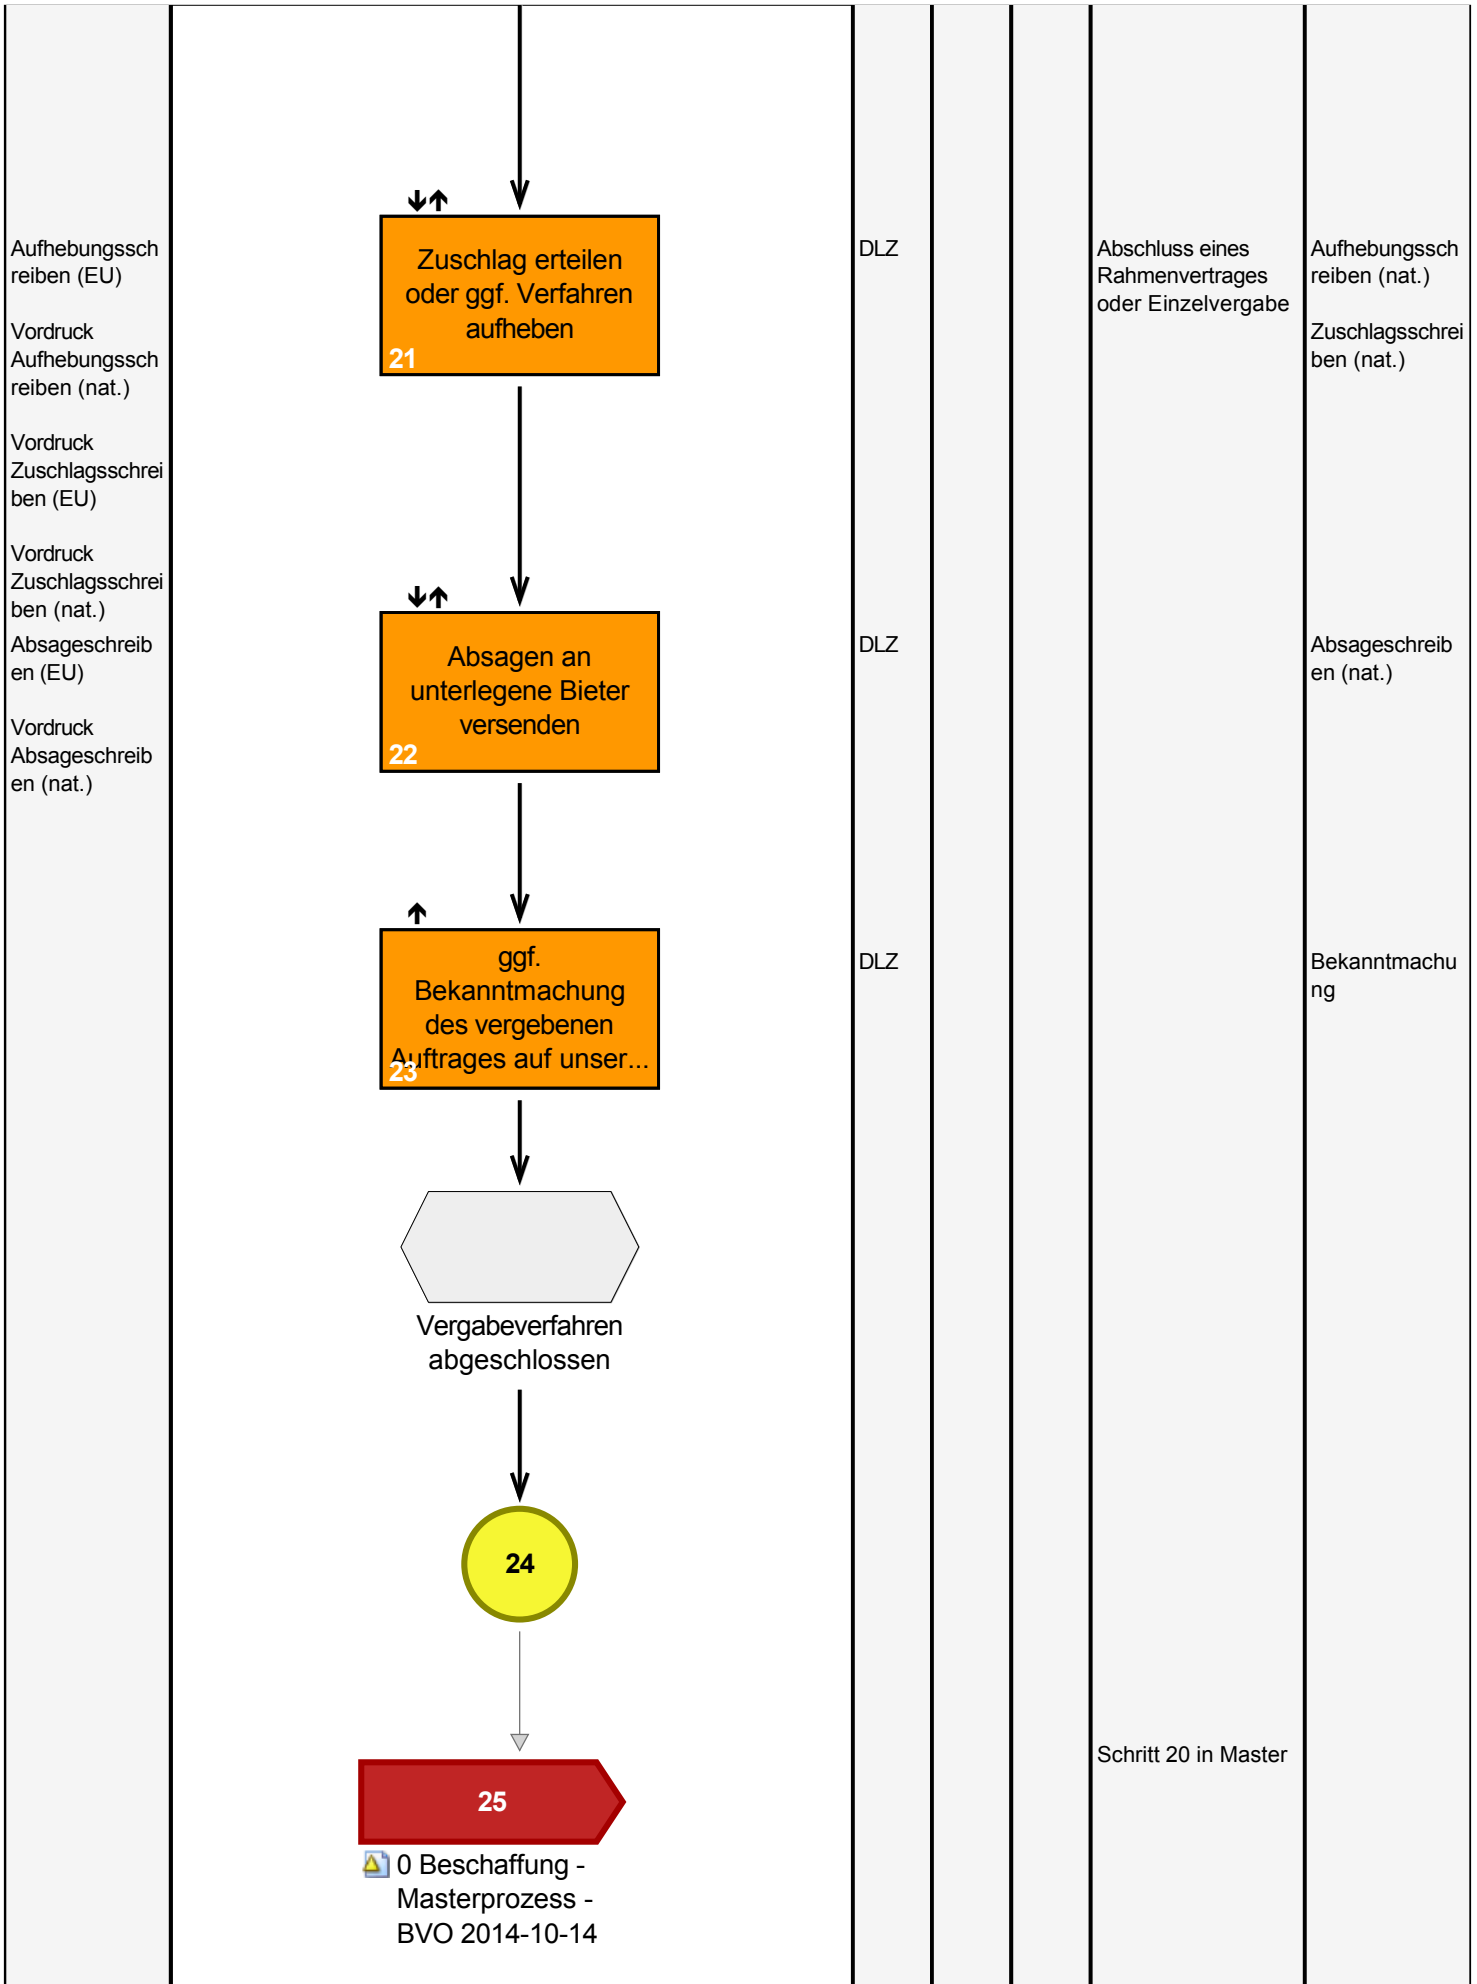 Aufhebungssch
reiben (EU)
Vordruck
Aufhebungssch
reiben (nat.)
Vordruck
Zuschlagsschrei
ben (EU)
Vordruck
Zuschlagsschrei
ben (nat.)
Zuschlag erteilen
oder ggf. Verfahren
aufheben
21
DLZ
Abschluss eines
Rahmenvertrages
oder Einzelvergabe
Aufhebungssch
reiben (nat.)
Zuschlagsschrei
ben (nat.)
Absageschreib
en (EU)
Vordruck
Absageschreib
en (nat.)
Absagen an
unterlegene Bieter
versenden
22
DLZ
Absageschreib
en (nat.)
ggf.
Bekanntmachung
des vergebenen
Auftrages auf unser...
23
DLZ
Bekanntmachu
ng
Vergabeverfahren
abgeschlossen
24
Schritt 20 in Master
25
0 Beschaffung -
Masterprozess -
BVO 2014-10-14